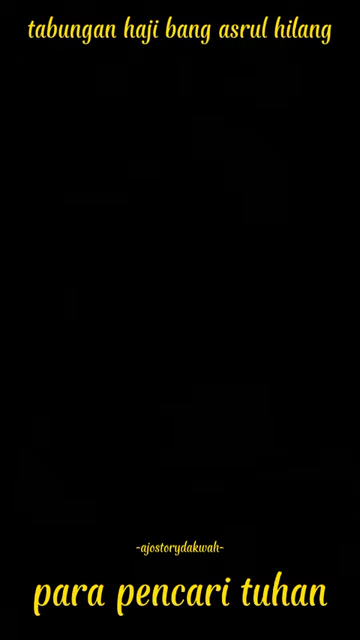 tabungan haji bang asrul hilang
-ajostorydakwah-
para pencari tuhan